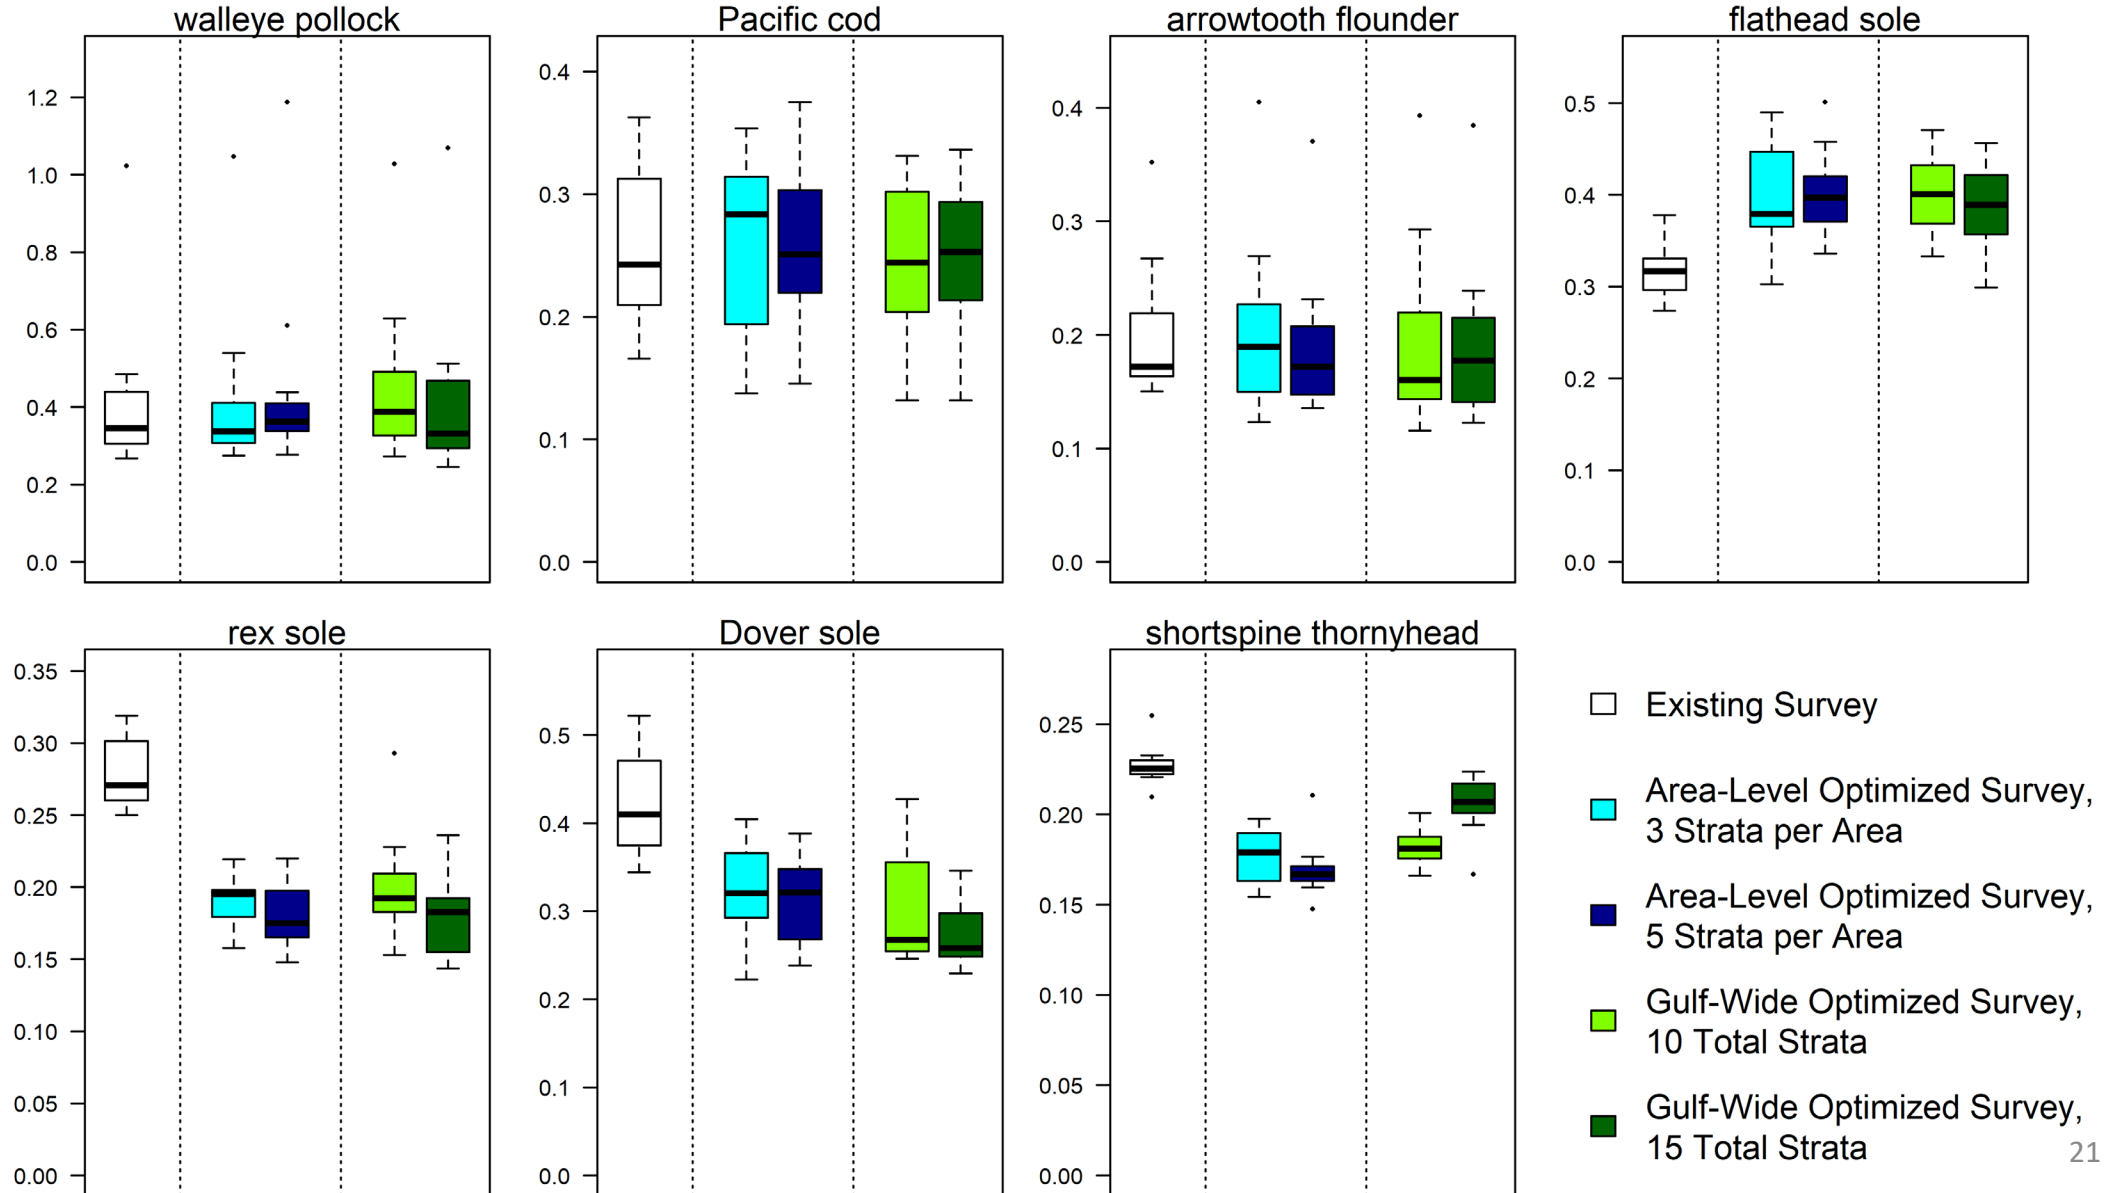 walleye pollock
1.2
1.0
0.8
0.6
0.4
0.2
0.0
Pacific cod
0.4
0.3
0.2
0.1
0.0
arrowtooth flounder
0.4
0.3
0.2
0.1
0.0
flathead sole
0.5
0.4
0.3
0.2
0.1
0.0
rex sole
0.35
0.30
0.25
0.20
0.15
0.10
0.05
0.00
Dover sole
0.5
0.4
0.3
0.2
0.1
0.0
shortspine thornyhead
0.25
0.20
0.15
0.10
0.05
0.00
Existing Survey
Area-Level Optimized Survey,
3 Strata per Area
Area-Level Optimized Survey,
5 Strata per Area
Gulf-Wide Optimized Survey,
10 Total Strata
Gulf-Wide Optimized Survey,
15 Total Strata
21